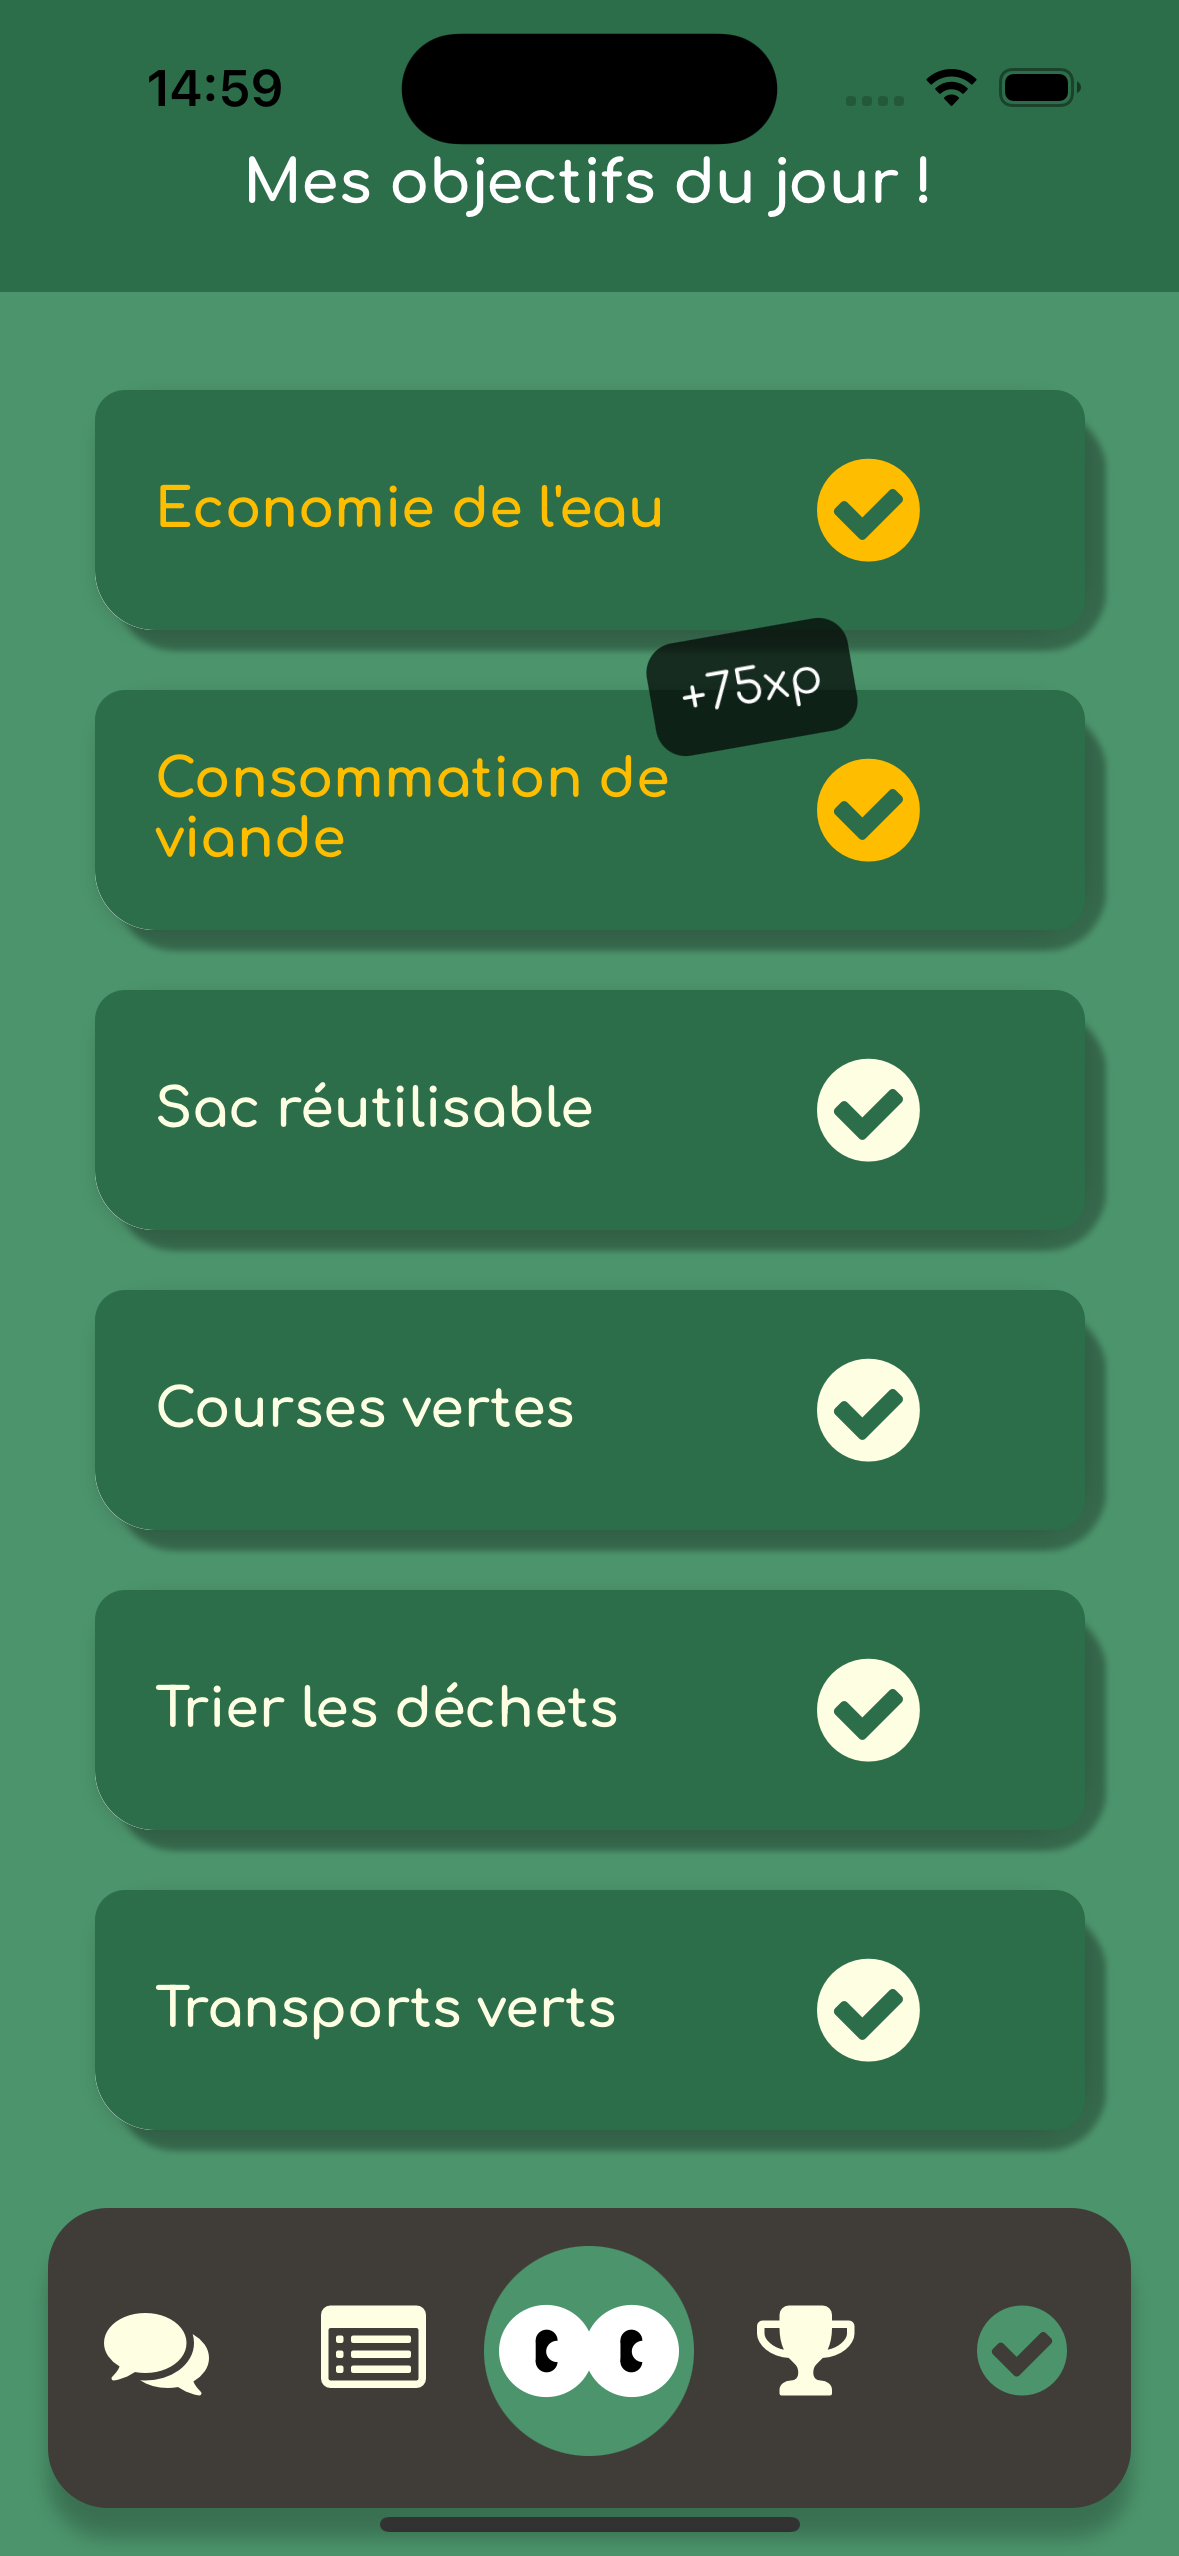 14:59
Mes objectifs du jour !
Economie de l'eau
+75xp
Consommation de
viande
Sac réutilisable
Courses vertes
Trier les déchets
Transports verts